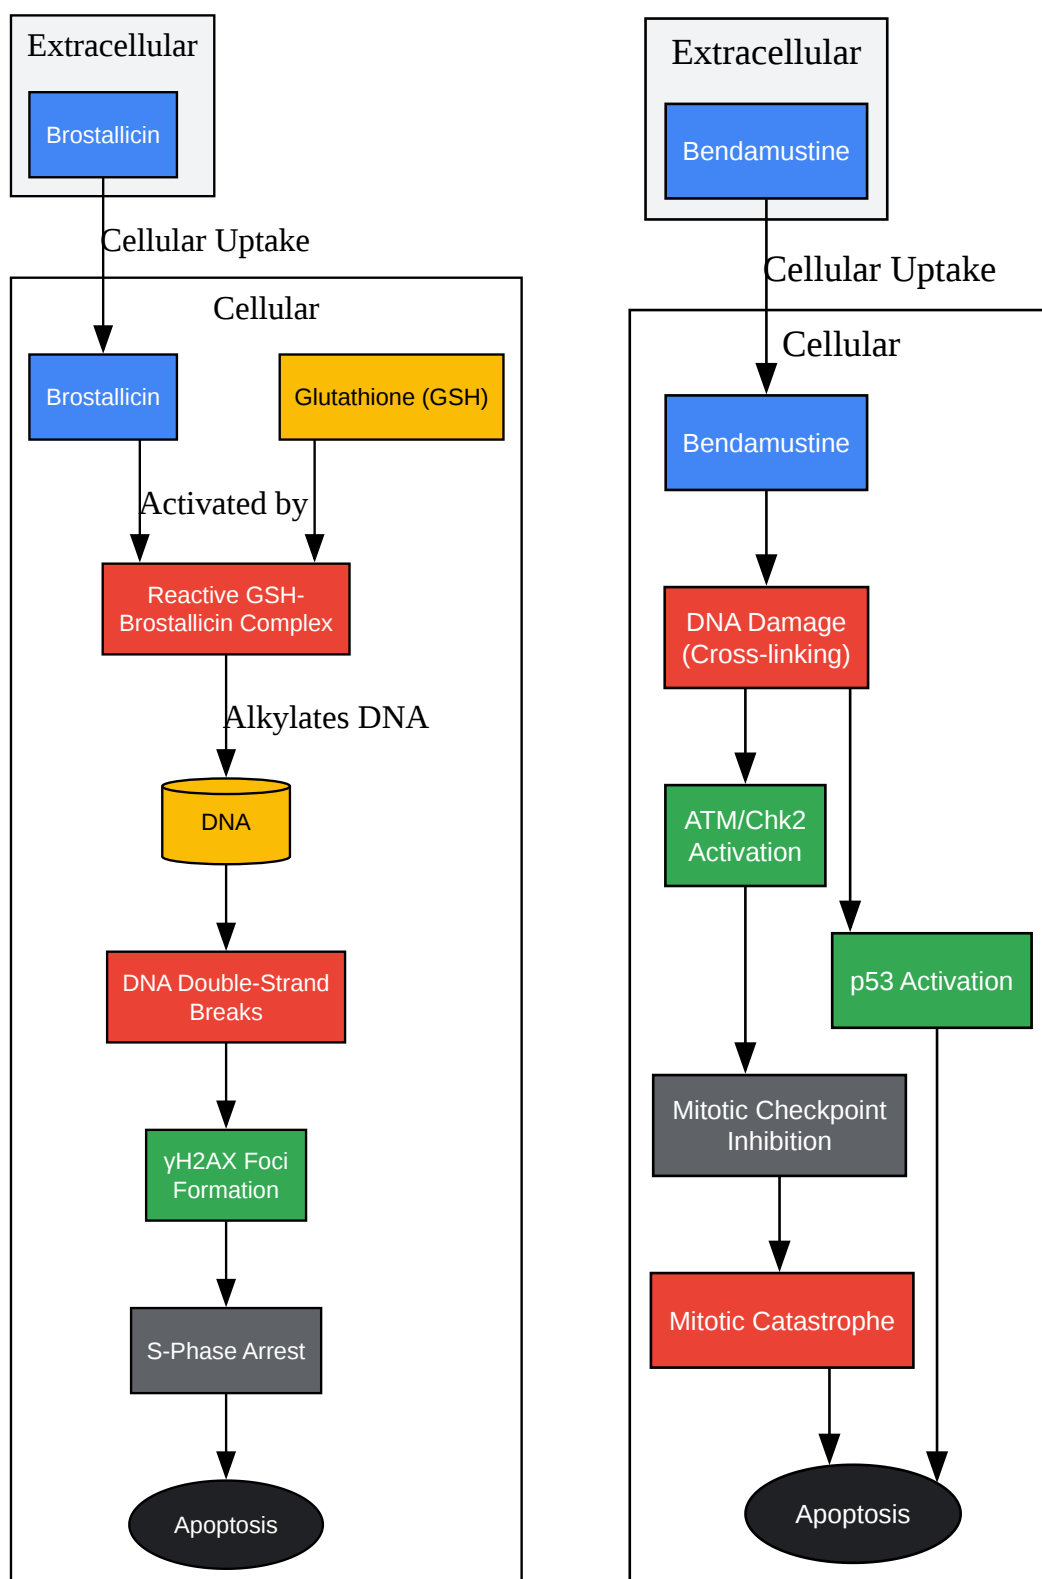 Extracellular
Brostallicin
Cellular Uptake
Cellular
Brostallicin
Glutathione (GSH)
Activated by
Reactive GSH-
Brostallicin Complex
Alkylates DNA
DNA
DNA Double-Strand
Breaks
γH2AX Foci
Formation
S-Phase Arrest
Apoptosis
Extracellular
Bendamustine
Cellular Uptake
Cellular
Bendamustine
DNA Damage
(Cross-linking)
ATM/Chk2
Activation
p53 Activation
Mitotic Checkpoint
Inhibition
Mitotic Catastrophe
Apoptosis